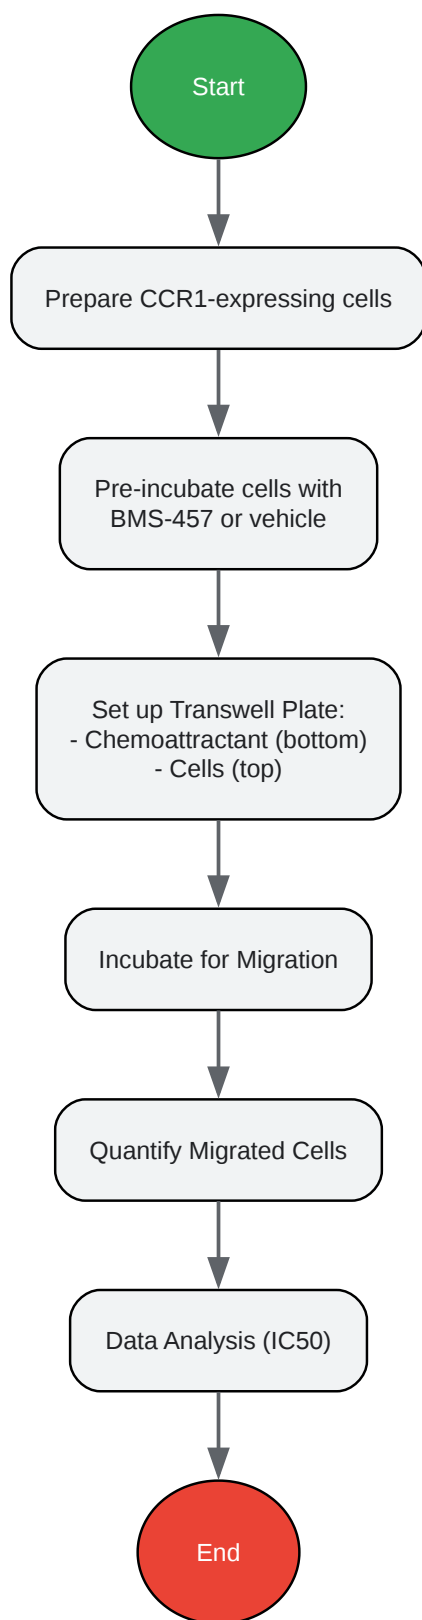 Start
Prepare CCR1-expressing cells
Pre-incubate cells with
BMS-457 or vehicle
Set up Transwell Plate:
- Chemoattractant (bottom)
- Cells (top)
Incubate for Migration
Quantify Migrated Cells
Data Analysis (IC50)
End